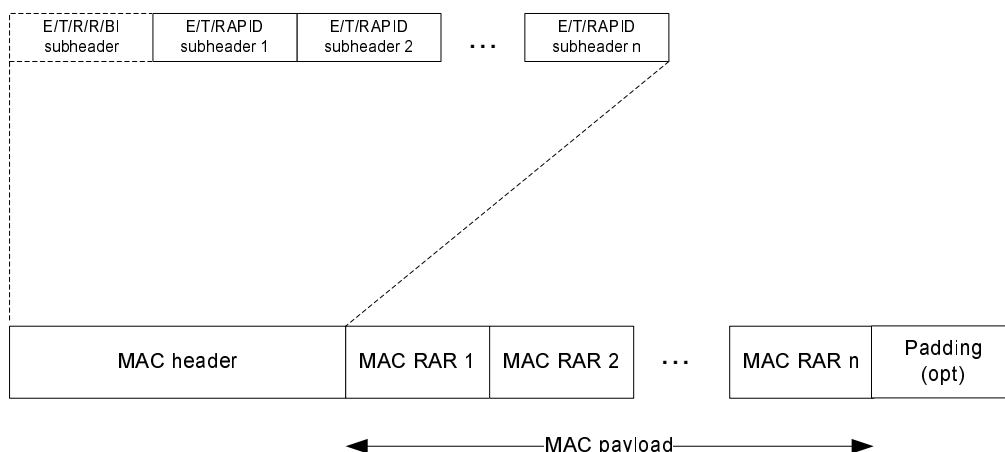 E/T/R/R/BI
subheader
E/T/RAPID
subheader 1
E/T/RAPID
subheader 2
...
E/T/RAPID
subheader n
MAC header
MAC RAR 1
MAC RAR 2
...
MAC RAR n
Padding
(opt)
MAC payload